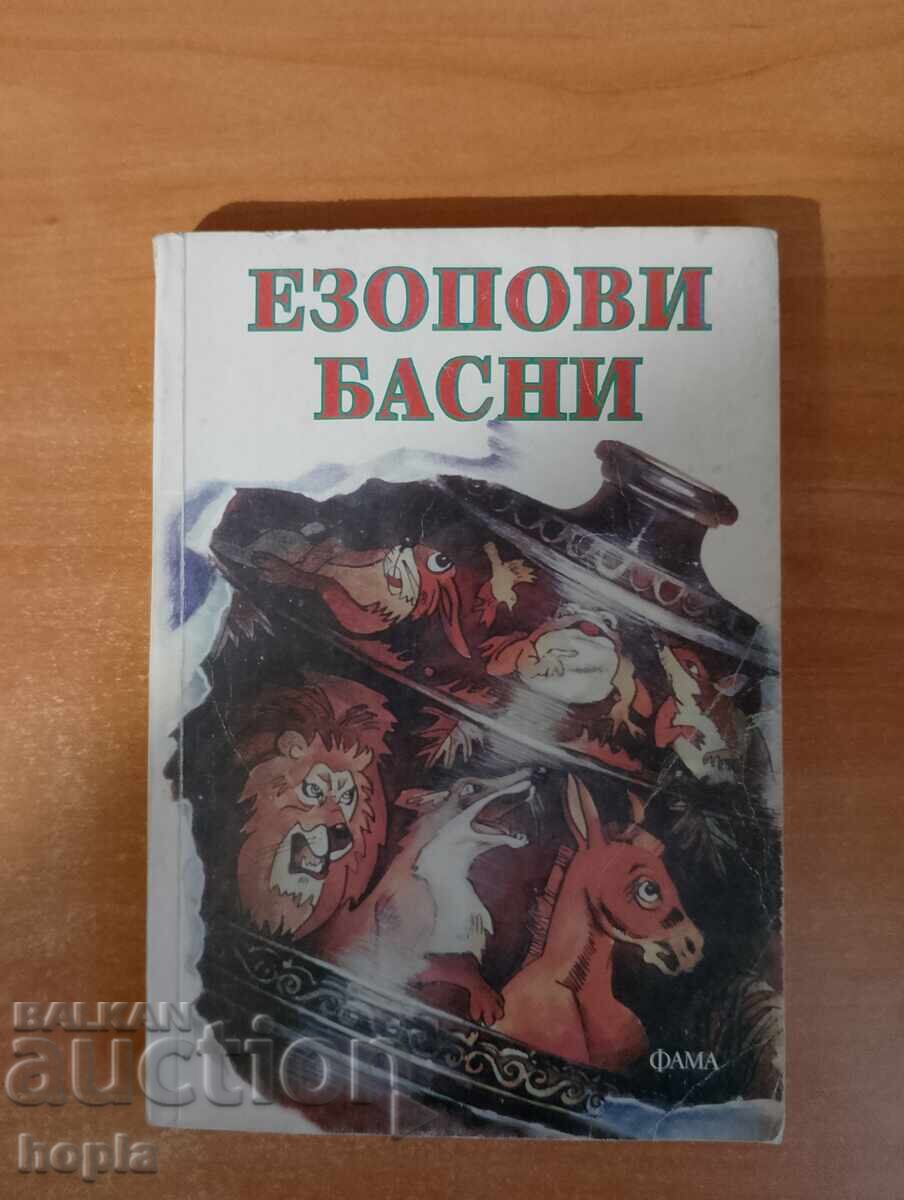 ЕЗОПОВИ
БАСНИ
ФАМА
BALKAN
auction
hopla